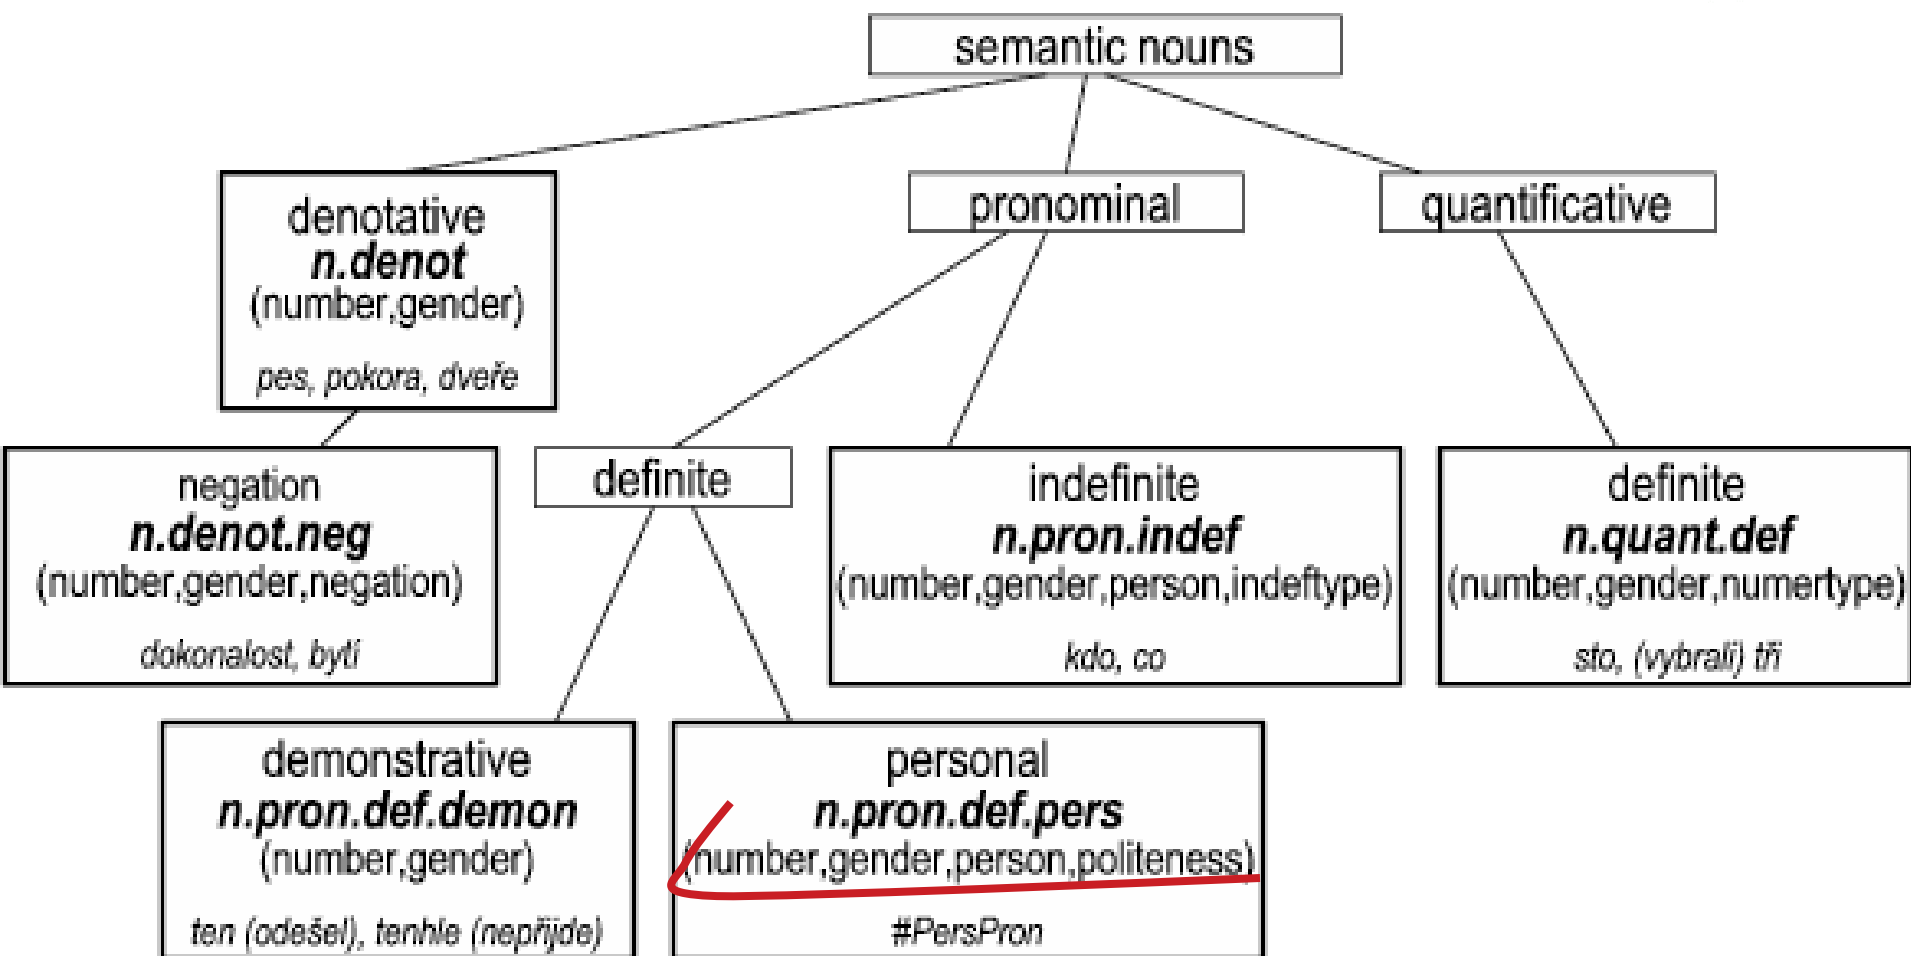 semantic nouns
denotative
n.denot
(number,gender)
pes, pokora, dveře
pronominal
quantificative
negation
n.denot.neg
(number,gender,negation)
dokonalost, bytí
definite
indefinite
n.pron.indef
(number,gender,person,indeftype)
kdo, co
definite
n.quant.def
(number,gender,numertype)
sto, (vybrali) tři
demonstrative
n.pron.def.demon
(number,gender)
ten (odešel), tenhle (nepřijde)
personal
n.pron.def.pers
(number,gender,person,politeness)
#PersPron